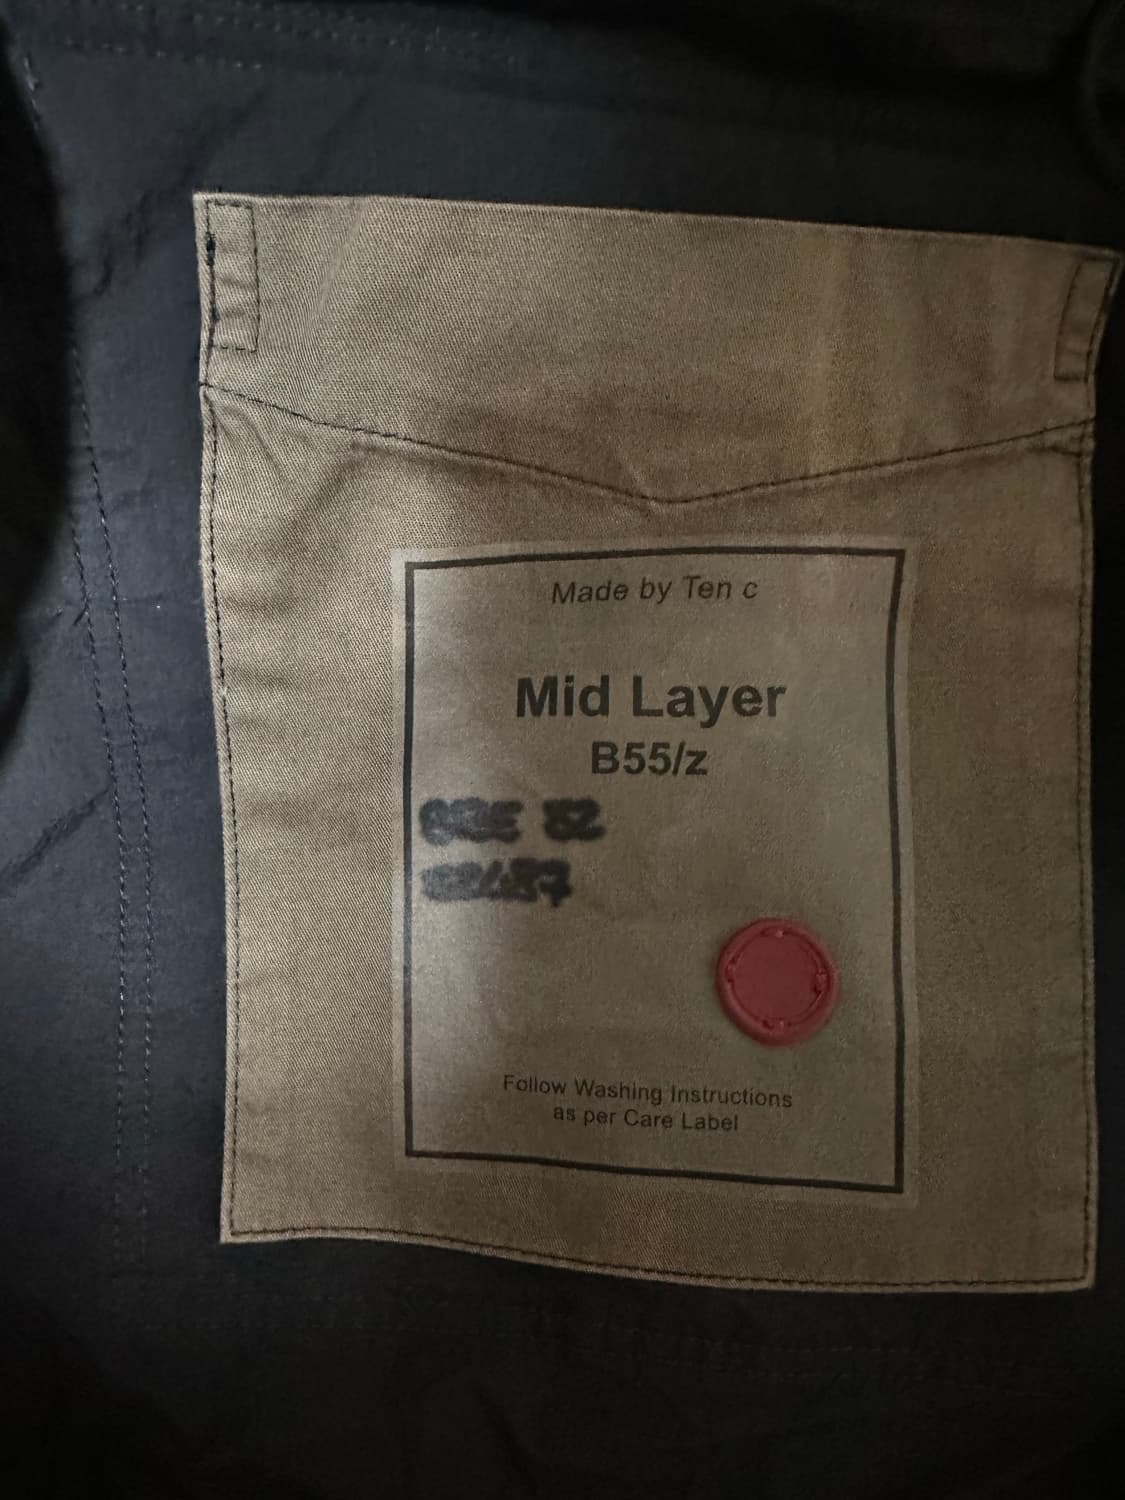 Made by Ten c
Mid Layer
B55/z
Follow Washing Instructions
as per Care Label